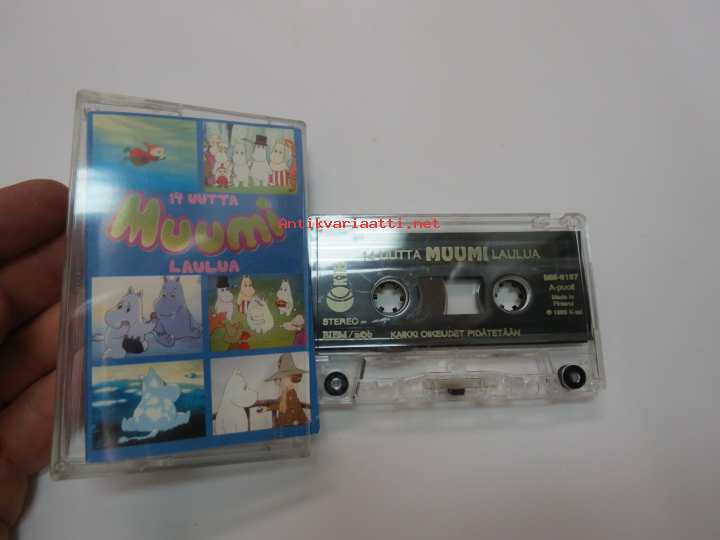 14 UUTTA
Muumi
LAULUA
Antikvariaatti.net
14 UUTTA MUUMI LAULUA
A-puoli
Made in
Finland
STEREO
KAIKKI OIKEUDET PIDÄTETÄÄN